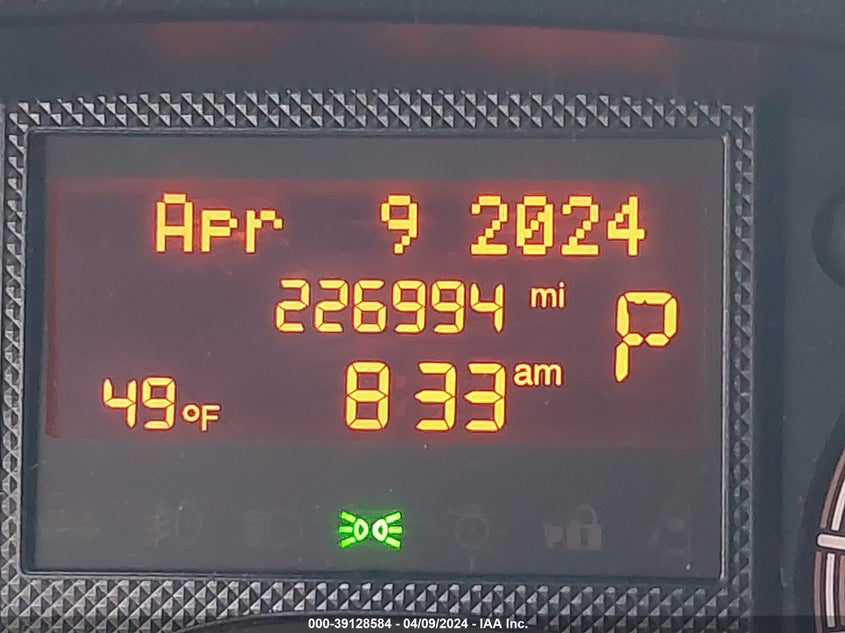 Apr 9 2024
226994 mi
P
49°F 8 33 am
000-39128584 - 04/09/2024 - IAA Inc.